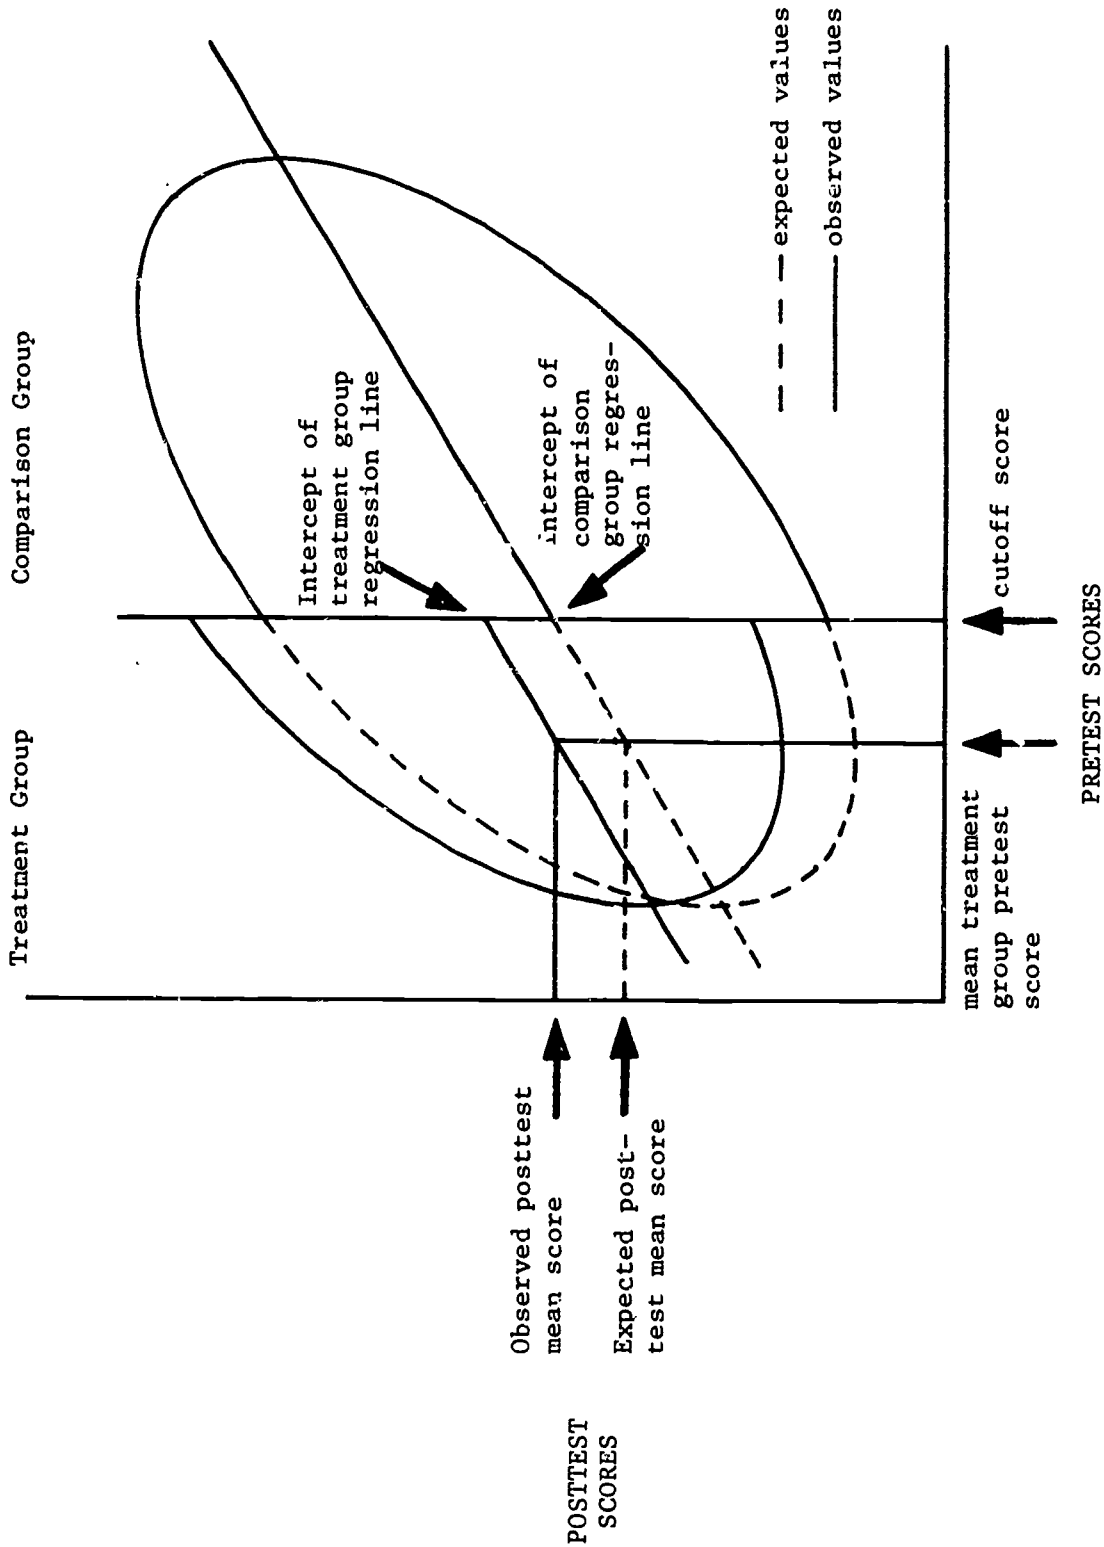 Treatment Group
Comparison Group
Intercept of
treatment group
regression line
intercept of
comparison
group regres-
sion line
POSTTEST
SCORES
Observed posttest
mean score
Expected post-
test mean score
expected values
observed values
mean treatment
group pretest
score
cutoff score
PRETEST SCORES